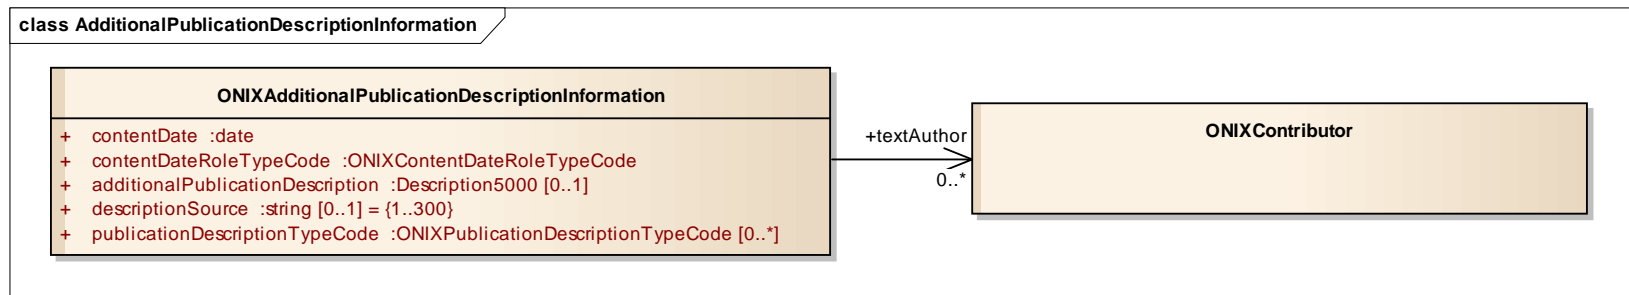 class AdditionalPublicationDescriptionInformation
ONIXAdditionalPublicationDescriptionInformation
+ contentDate :date
+ contentDateRoleTypeCode :ONIXContentDateRoleTypeCode
+ additionalPublicationDescription :Description5000 [0..1]
+ descriptionSource :string [0..1] = {1..300}
+ publicationDescriptionTypeCode :ONIXPublicationDescriptionTypeCode [0..*]
+textAuthor
0..*
ONIXContributor